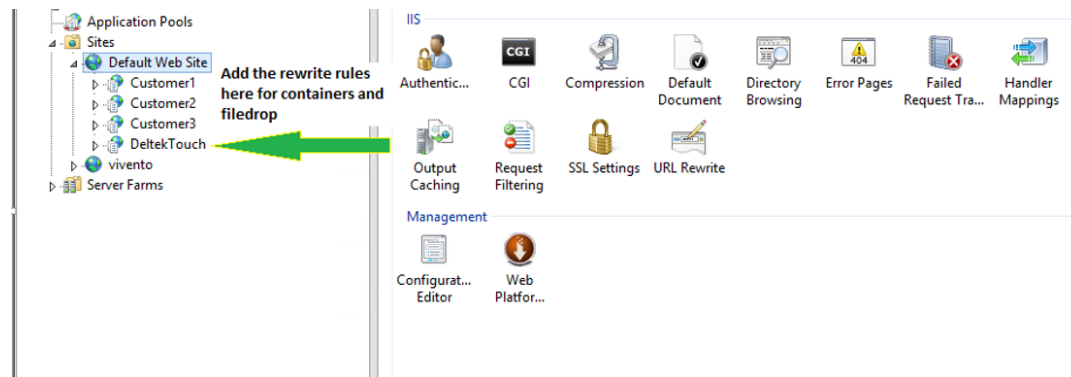 Application Pools
Sites
Default Web Site
Customer1
Customer2
Customer3
DeltekTouch
vivento
Server Farms
Add the rewrite rules
here for containers and
filedrop
IIS
CGI
404
Authentic...
CGI
Compression
Default
Document
Directory
Browsing
Error Pages
Failed
Request Tra...
Handler
Mappings
Output
Caching
Request
Filtering
SSL Settings
URL Rewrite
Management
Configurat...
Editor
Web
Platfor...